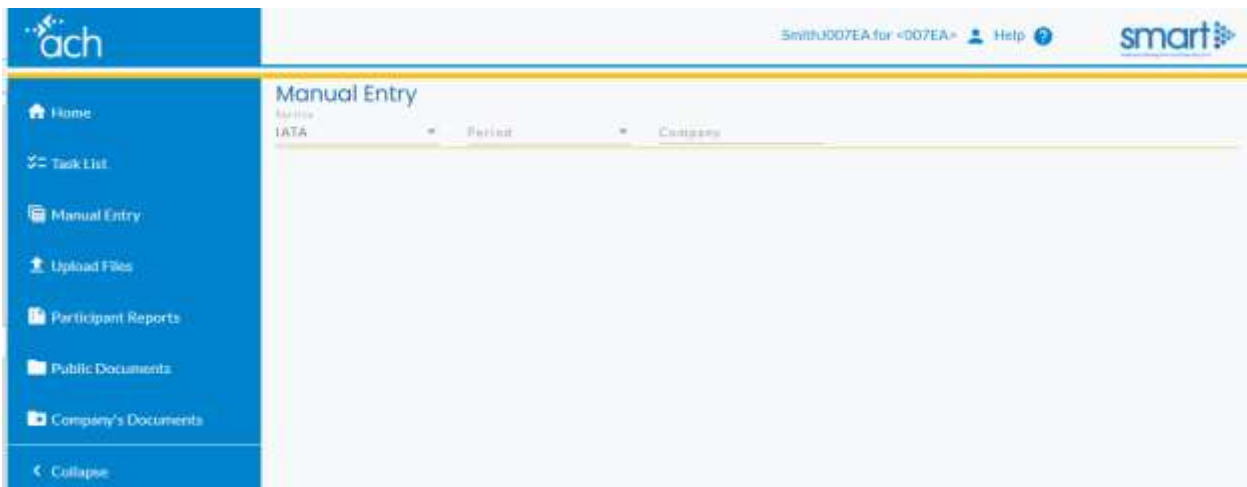 ach
SmithJ007EA for <007EA> Help ?
smart
Manual Entry
Home
Service
IATA Period Company
Task List
Manual Entry
Upload Files
Participant Reports
Public Documents
Company's Documents
Collapse